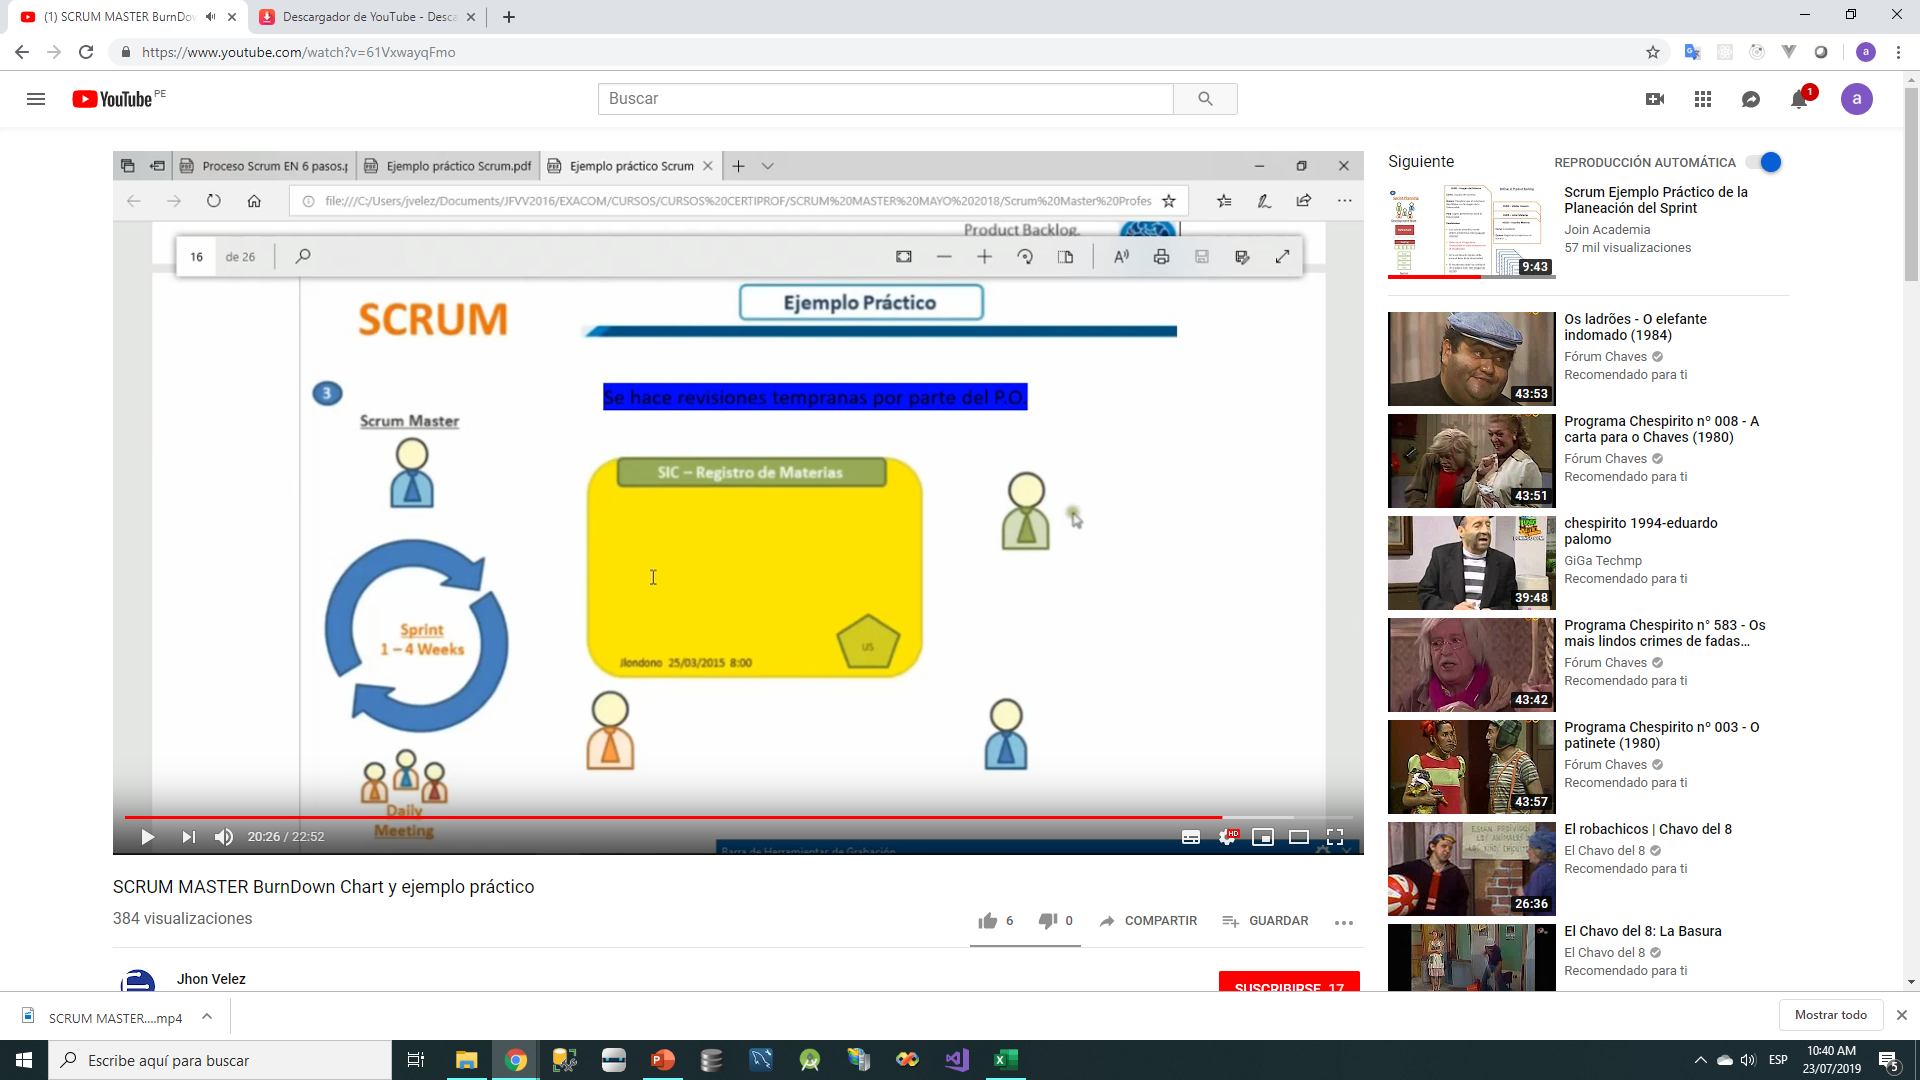 (1) SCRUM MASTER BurnDo
Descargador de YouTube - Desca
https://www.youtube.com/watch?v=61VxwayqFmo
a
YouTube PE
Buscar
1
a
Proceso Scrum EN 6 pasos.p
Ejemplo práctico Scrum.pdf
Ejemplo práctico Scrum
file:///C:/Users/jvelez/Documents/JFVV2016/EXACOM/CURSOS/CURSOS%20CERTIPROF/SCRUM%20MASTER%20MAYO%202018/Scrum%20Master%20Profes
Product Backlog.
16 de 26
SCRUM
Ejemplo Práctico
3
Se hace revisiones tempranas por parte del P.O.
Scrum Master
SIC – Registro de Materias
Sprint
1 – 4 Weeks
US
Jlondono 25/03/2015 8:00
Daily
Meeting
Barra de Herramientas de Grabación
20:26 / 22:52
HD
SCRUM MASTER BurnDown Chart y ejemplo práctico
384 visualizaciones
6
0
COMPARTIR
GUARDAR
Jhon Velez
SUSCRIBIRSE 17
Siguiente
REPRODUCCIÓN AUTOMÁTICA
9:43
Scrum Ejemplo Práctico de la
Planeación del Sprint
Join Academia
57 mil visualizaciones
43:53
Os ladrões - O elefante
indomado (1984)
Fórum Chaves
Recomendado para ti
43:51
Programa Chespirito nº 008 - A
carta para o Chaves (1980)
Fórum Chaves
Recomendado para ti
39:48
chespirito 1994-eduardo
palomo
GiGa Techmp
Recomendado para ti
43:42
Programa Chespirito n° 583 - Os
mais lindos crimes de fadas...
Fórum Chaves
Recomendado para ti
43:57
Programa Chespirito nº 003 - O
patinete (1980)
Fórum Chaves
Recomendado para ti
26:36
El robachicos | Chavo del 8
El Chavo del 8
Recomendado para ti
El Chavo del 8: La Basura
El Chavo del 8
Recomendado para ti
SCRUM MASTER....mp4
Mostrar todo
Escribe aquí para buscar
ESP
10:40 AM
23/07/2019
5